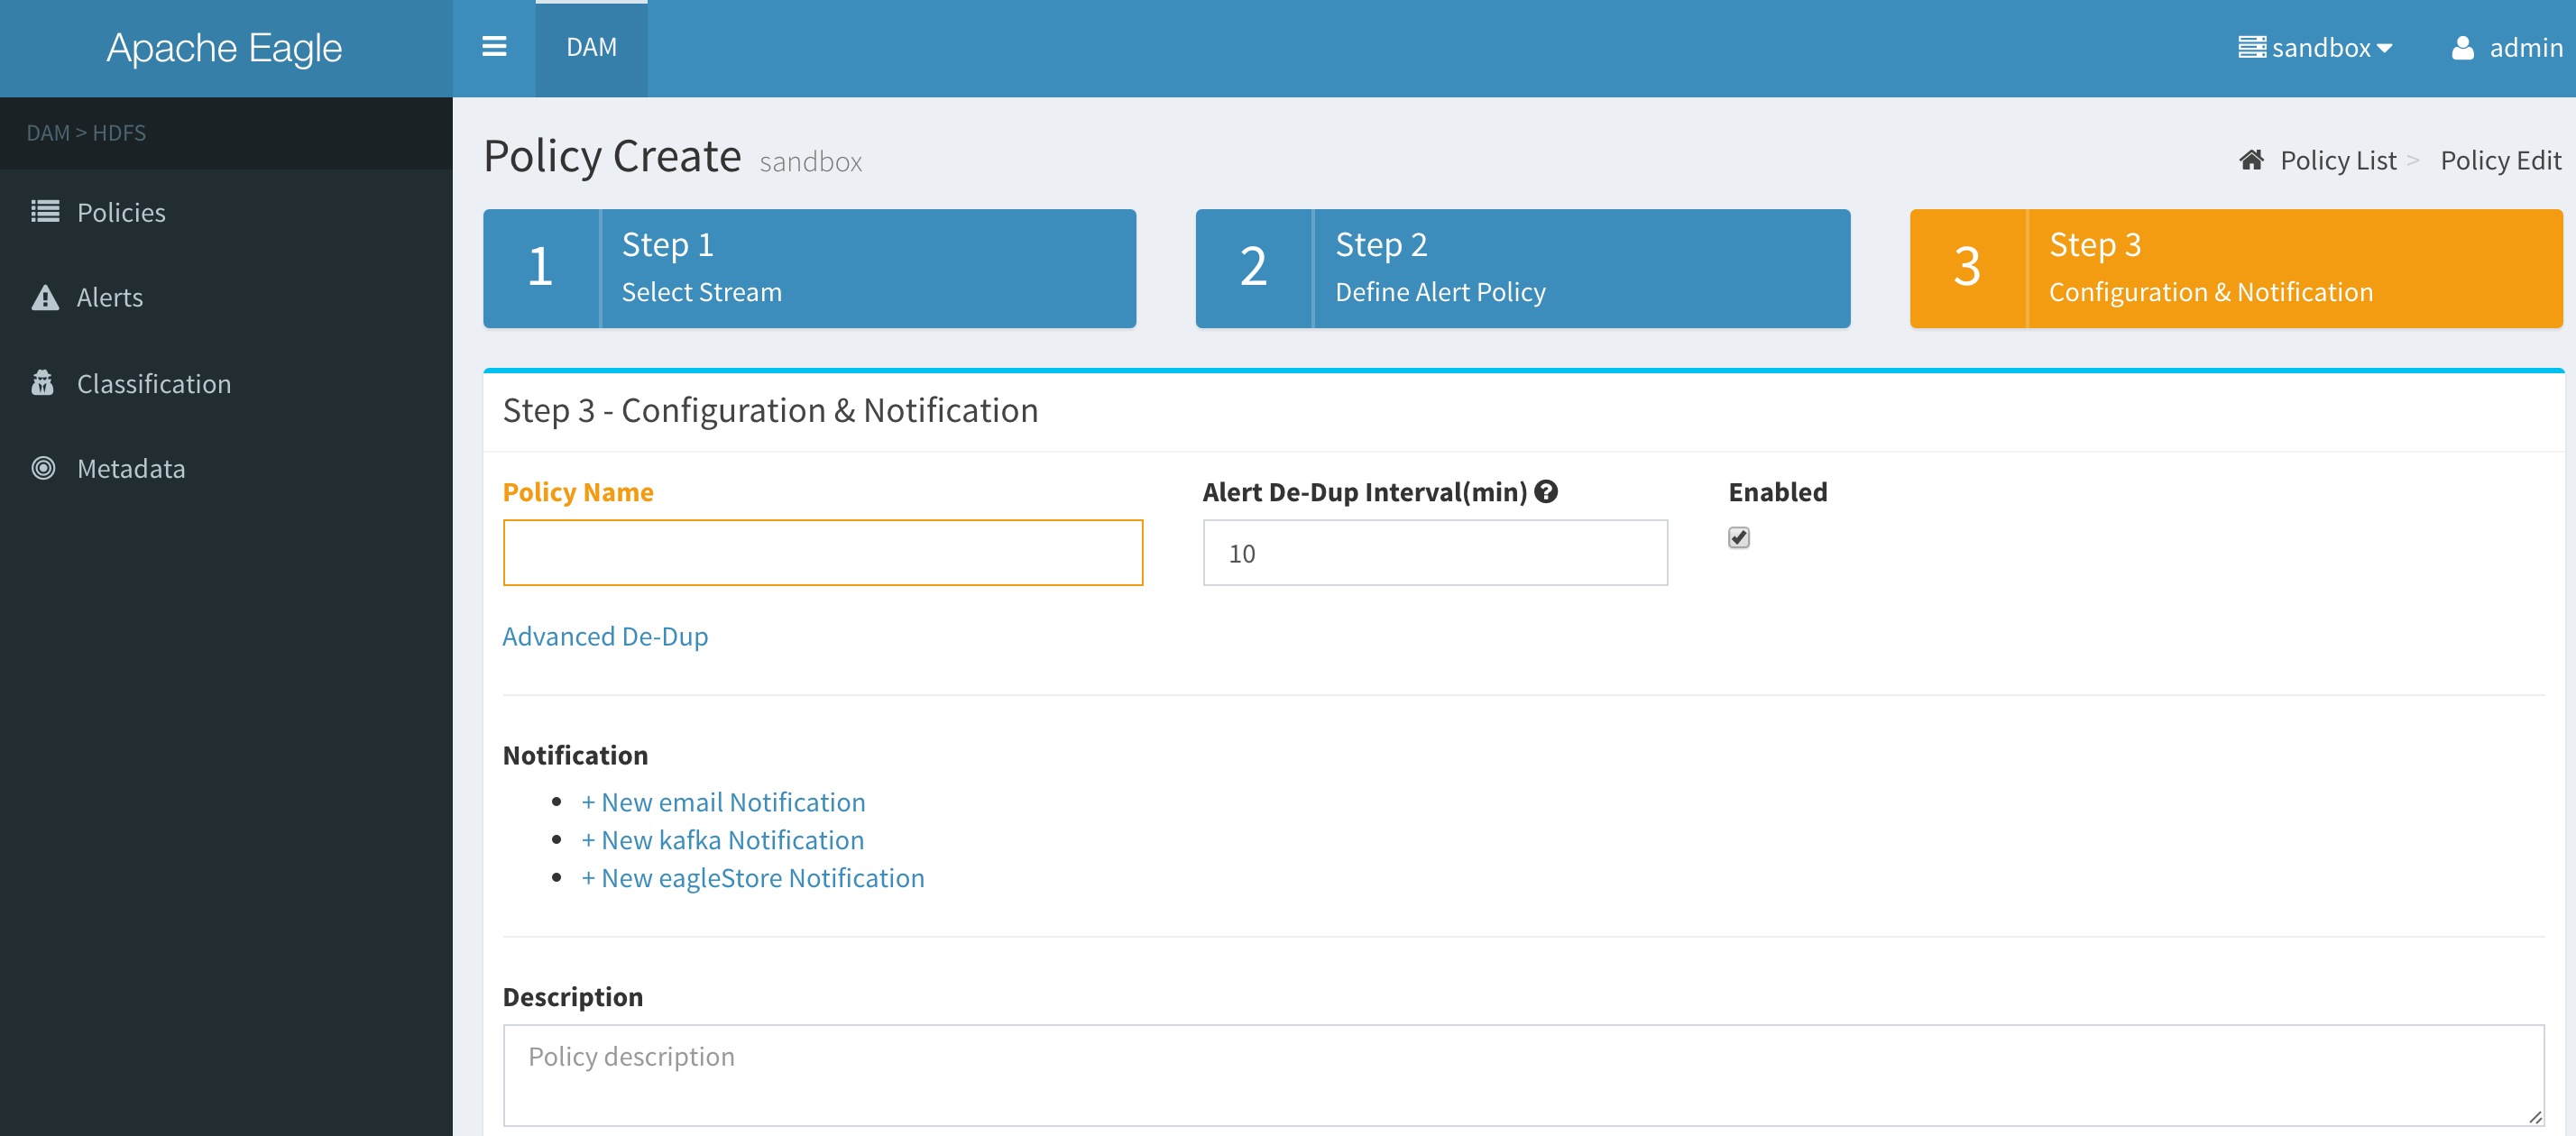 Apache Eagle
DAM
sandbox
admin
DAM > HDFS
Policies
Alerts
Classification
Metadata
Policy Create sandbox
Policy List > Policy Edit
1
Step 1
Select Stream
2
Step 2
Define Alert Policy
3
Step 3
Configuration & Notification
Step 3 - Configuration & Notification
Policy Name
Alert De-Dup Interval(min)
Enabled
10
Advanced De-Dup
Notification
+ New email Notification
+ New kafka Notification
+ New eagleStore Notification
Description
Policy description